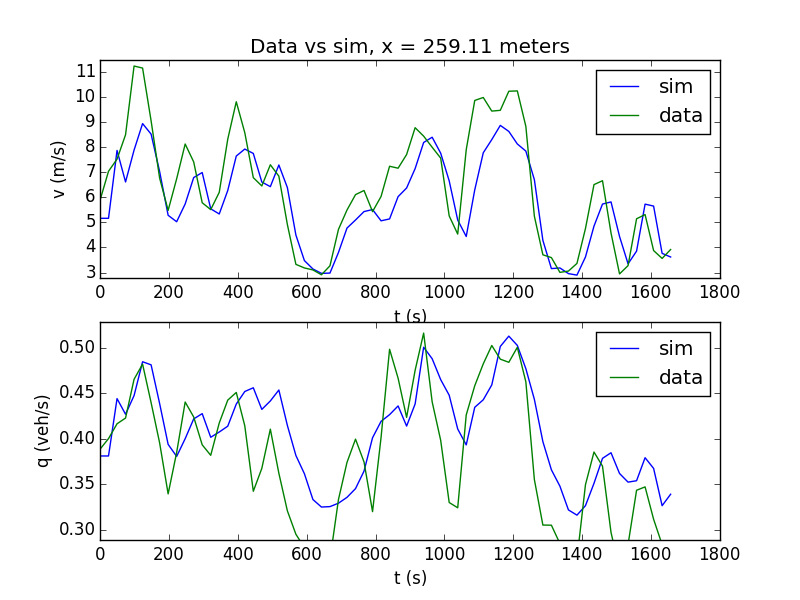 Data vs sim, x = 259.11 meters
11
10
9
8
7
6
5
4
3
v (m/s)
sim
data
0 200 400 600 800 1000 1200 1400 1600 1800
t (s)
0.50
0.45
0.40
0.35
0.30
q (veh/s)
sim
data
0 200 400 600 800 1000 1200 1400 1600 1800
t (s)